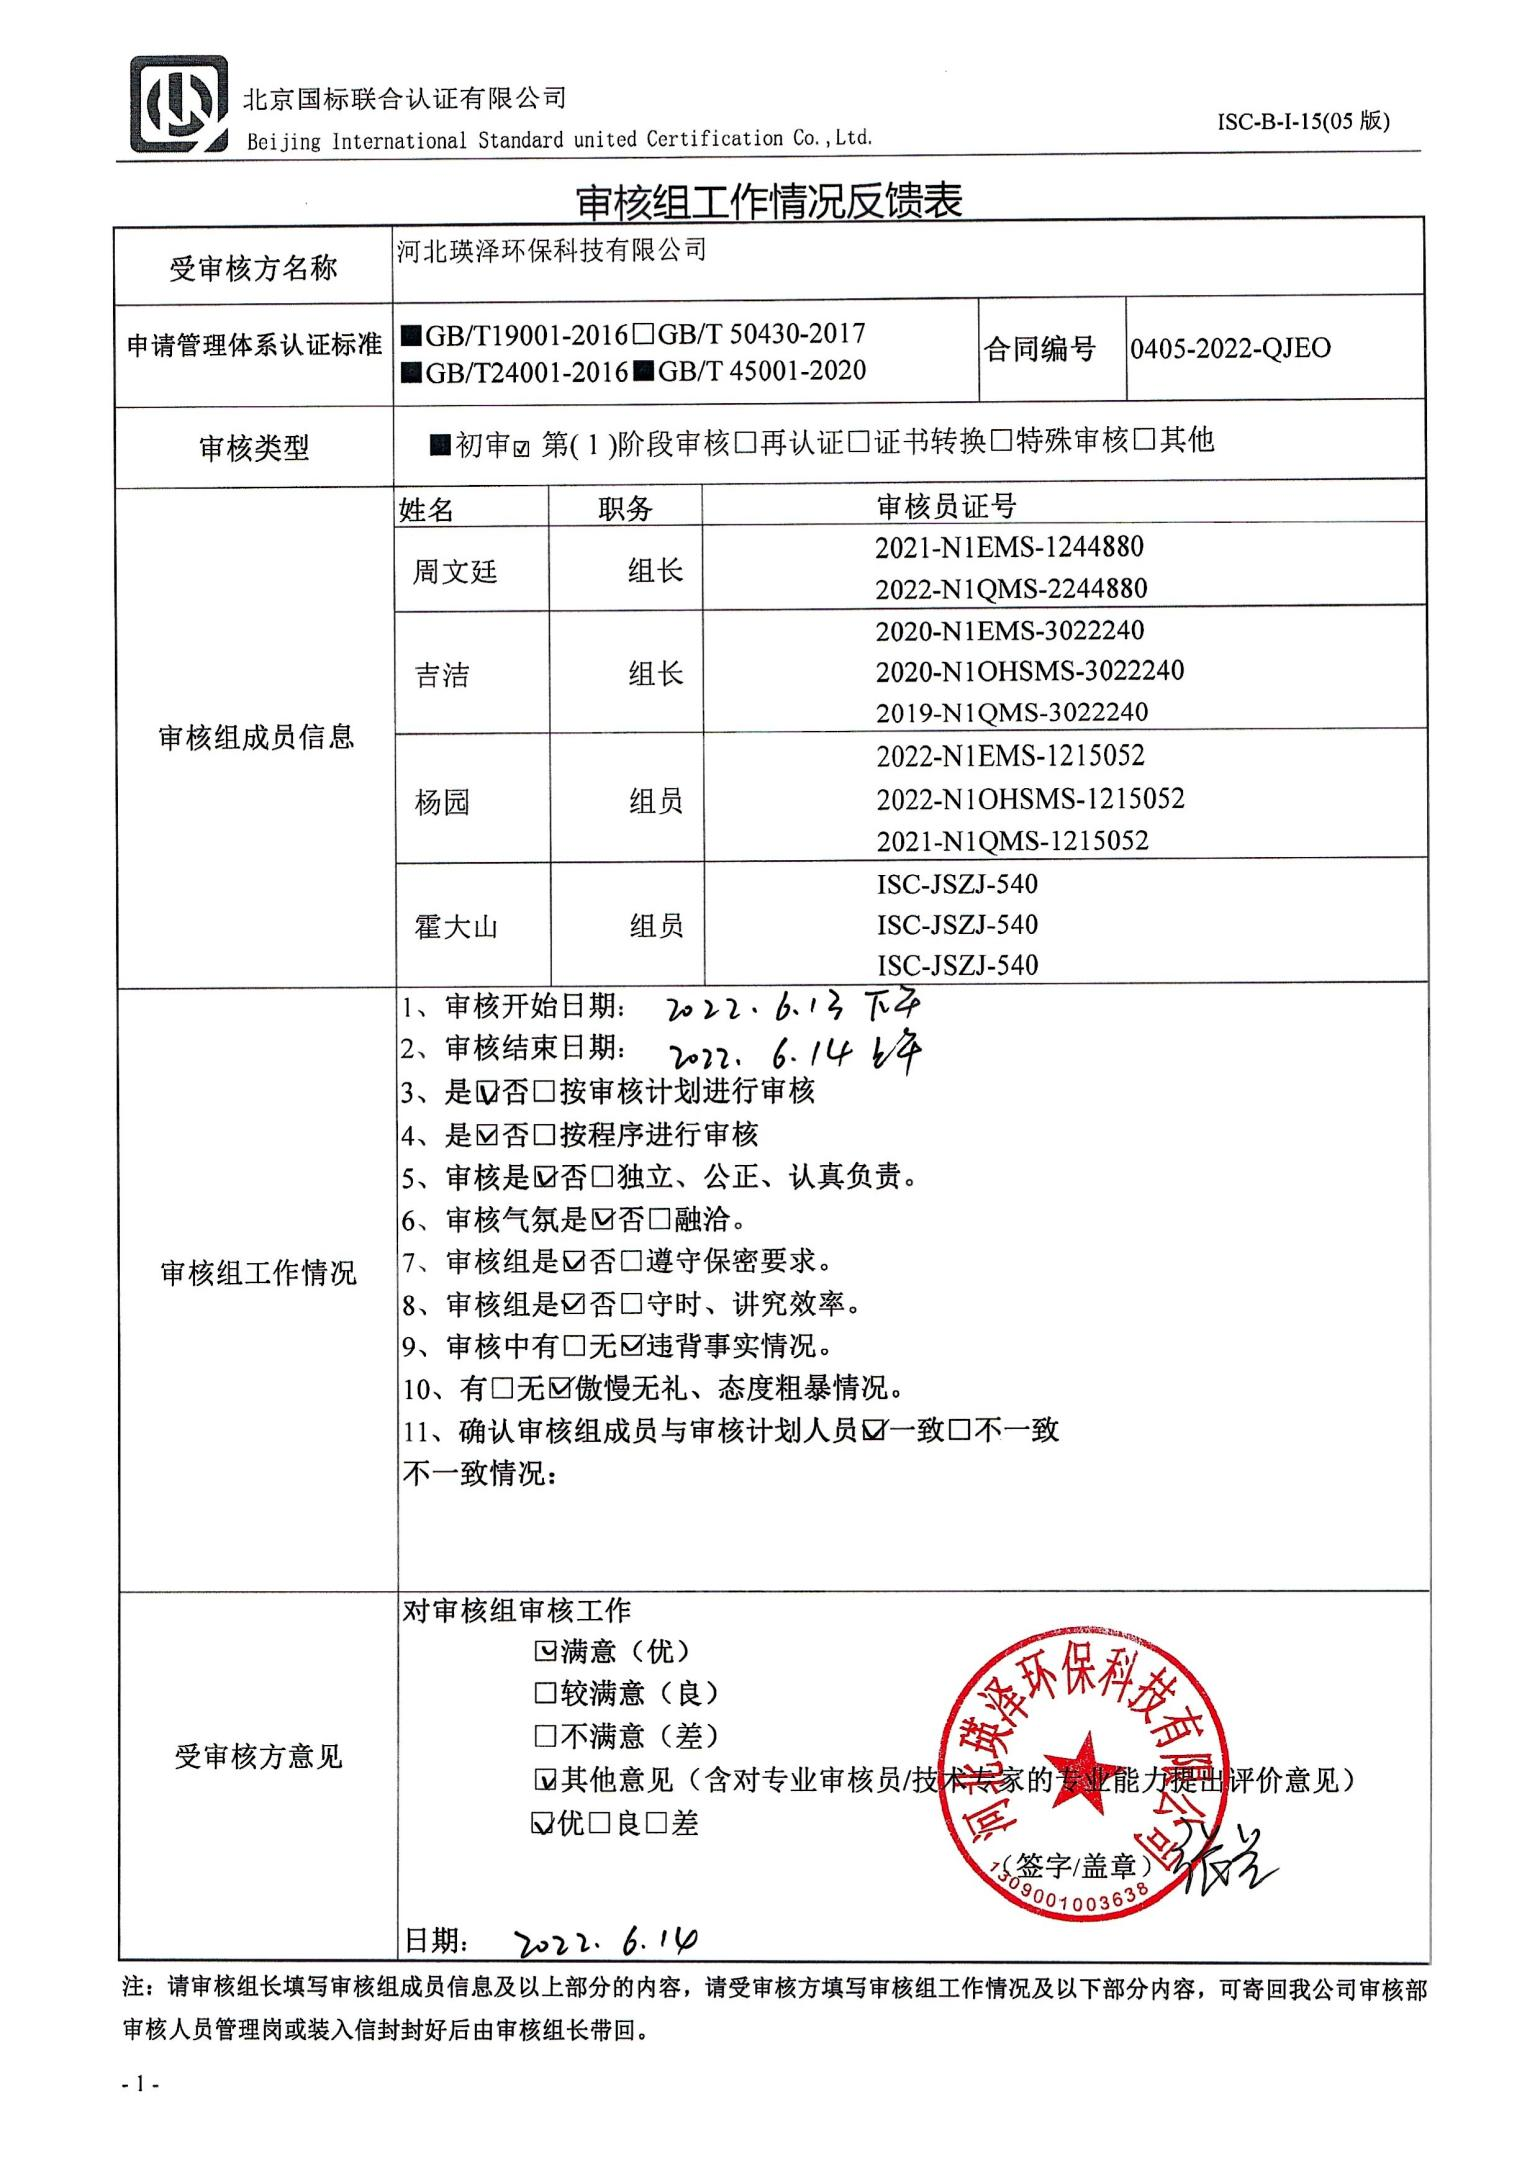 北京国标联合认证有限公司
Beijing International Standard united Certification Co.,Ltd.
ISC-B-I-15(05 版)
审核组工作情况反馈表
受审核方名称
河北瑛泽环保科技有限公司
申请管理体系认证标准
■GB/T19001-2016□GB/T 50430-2017
■GB/T24001-2016■GB/T 45001-2020
合同编号
0405-2022-QJEO
审核类型
■初审☑ 第( 1 )阶段审核□再认证□证书转换□特殊审核□其他
审核组成员信息
姓名 职务 审核员证号
周文廷 组长
2021-N1EMS-1244880
2022-N1QMS-2244880
吉洁 组长
2020-N1EMS-3022240
2020-N1OHSMS-3022240
2019-N1QMS-3022240
杨园 组员
2022-N1EMS-1215052
2022-N1OHSMS-1215052
2021-N1QMS-1215052
霍大山 组员
ISC-JSZJ-540
ISC-JSZJ-540
ISC-JSZJ-540
审核组工作情况
1、审核开始日期： 2022.6.13 下午
2、审核结束日期： 2022.6.14 上午
3、是☑否□按审核计划进行审核
4、是☑否□按程序进行审核
5、审核是☑否□独立、公正、认真负责。
6、审核气氛是☑否□融洽。
7、审核组是☑否□遵守保密要求。
8、审核组是☑否□守时、讲究效率。
9、审核中有□无☑违背事实情况。
10、有□无☑傲慢无礼、态度粗暴情况。
11、确认审核组成员与审核计划人员☑一致□不一致
不一致情况：
受审核方意见
对审核组审核工作
☑满意（优）
□较满意（良）
□不满意（差）
☑其他意见（含对专业审核员/技术专家的专业能力提出评价意见）
☑优□良□差
（签字/盖章）
河北瑛泽环保科技有限公司
1309001003638
日期： 2022.6.14
注：请审核组长填写审核组成员信息及以上部分的内容，请受审核方填写审核组工作情况及以下部分内容，可寄回我公司审核部
审核人员管理岗或装入信封封好后由审核组长带回。
- 1 -